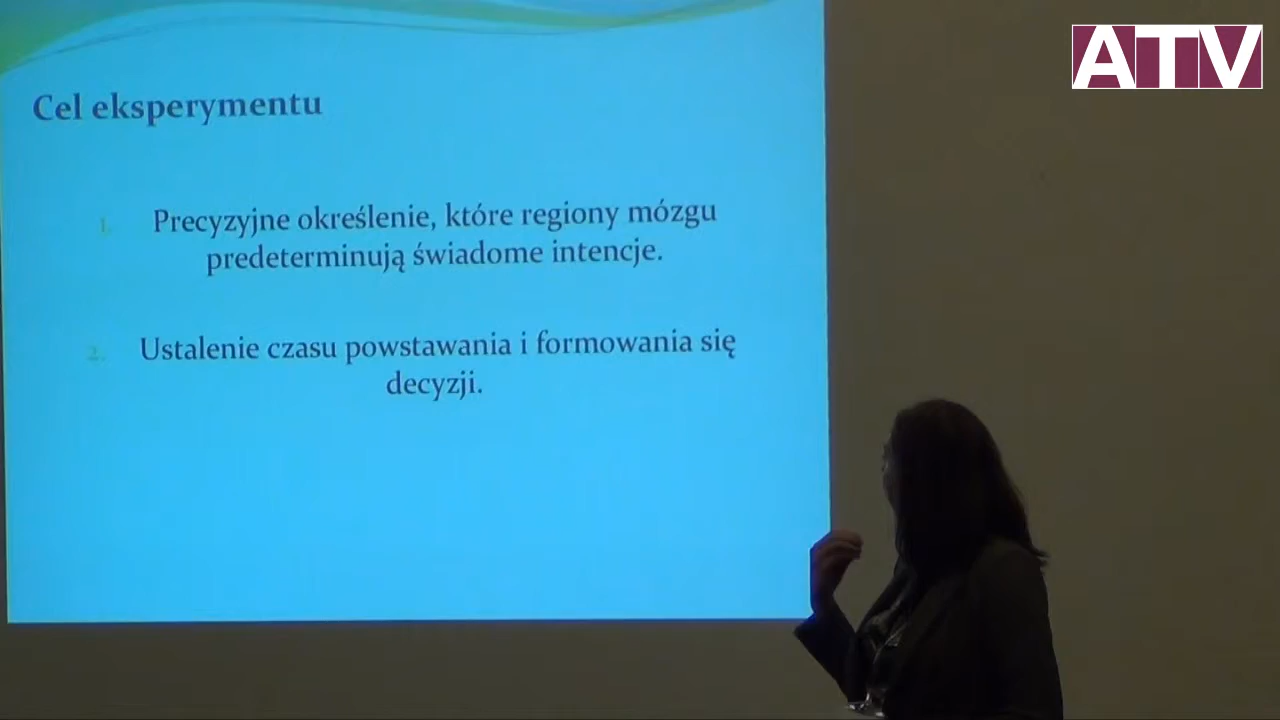 ATV
Cel eksperymentu
1. Precyzyjne określenie, które regiony mózgu
predeterminują świadome intencje.
2. Ustalenie czasu powstawania i formowania się
decyzji.